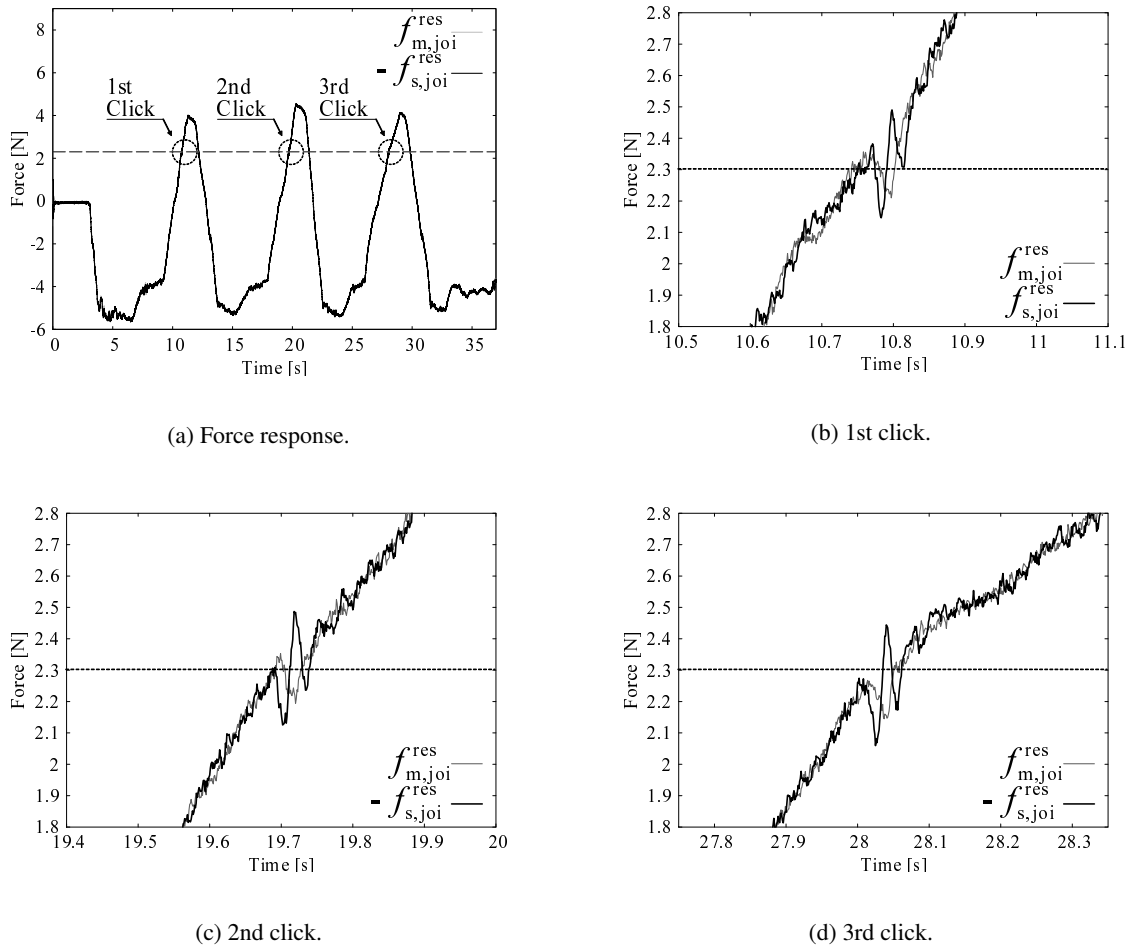 8
6
4
2
0
-2
-4
-6
Force [N]
f res m,joi
- f res s,joi
1st
Click
2nd
Click
3rd
Click
0 5 10 15 20 25 30 35
Time [s]
(a) Force response.
2.8
2.7
2.6
2.5
2.4
2.3
2.2
2.1
2
1.9
1.8
Force [N]
f res m,joi
f res s,joi
10.5 10.6 10.7 10.8 10.9 11 11.1
Time [s]
(b) 1st click.
2.8
2.7
2.6
2.5
2.4
2.3
2.2
2.1
2
1.9
1.8
Force [N]
f res m,joi
- f res s,joi
19.4 19.5 19.6 19.7 19.8 19.9 20
Time [s]
(c) 2nd click.
2.8
2.7
2.6
2.5
2.4
2.3
2.2
2.1
2
1.9
1.8
Force [N]
f res m,joi
- f res s,joi
27.8 27.9 28 28.1 28.2 28.3
Time [s]
(d) 3rd click.